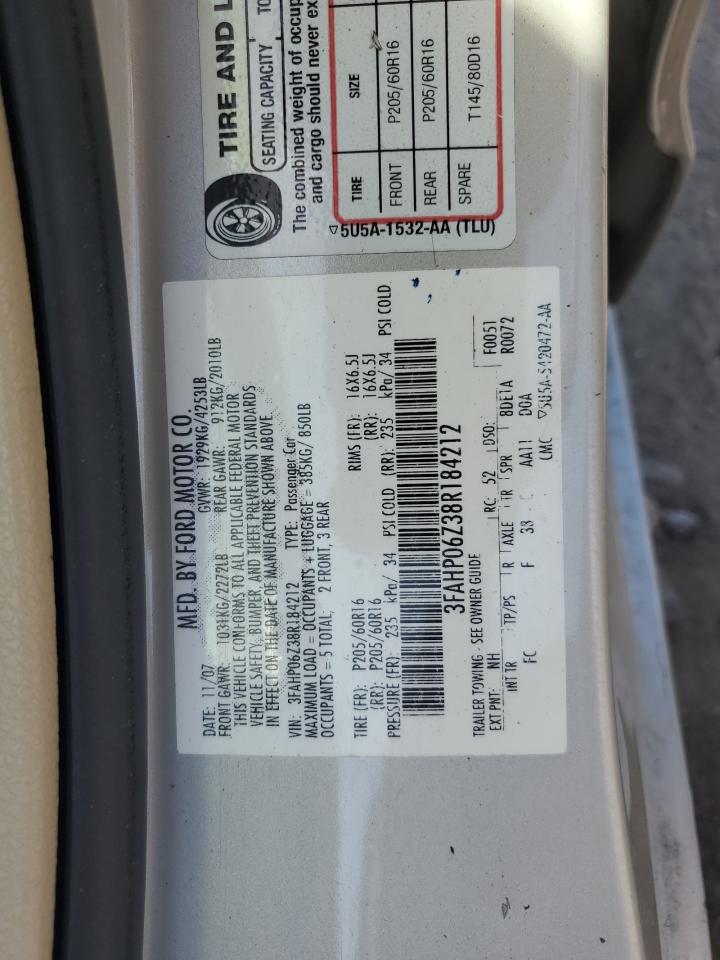 TIRE AND L
SEATING CAPACITY TO
The combined weight of occup
and cargo should never ex
TIRE SIZE
FRONT P205/60R16
REAR P205/60R16
SPARE T145/80D16
5U5A-1532-AA (TLU)
MFD. BY FORD MOTOR CO.
DATE: 11/07 GVWR: 1929KG/4253LB
FRONT GAWR: 1031KG/2272LB REAR GAWR: 912KG/2010LB
THIS VEHICLE CONFORMS TO ALL APPLICABLE FEDERAL MOTOR
VEHICLE SAFETY, BUMPER, AND THEFT PREVENTION STANDARDS
IN EFFECT ON THE DATE OF MANUFACTURE SHOWN ABOVE.
VIN: 3FAHP06Z38R184212 TYPE: Passenger Car
MAXIMUM LOAD = OCCUPANTS + LUGGAGE = 385KG/ 850LB
OCCUPANTS = 5 TOTAL: 2 FRONT, 3 REAR
TIRE (FR): P205/60R16 RIMS (FR): 16X6.5J
(RR): P205/60R16 (RR): 16X6.5J
PRESSURE (FR): 235 kPa/ 34 PSI COLD (RR): 235 kPa/ 34 PSI COLD
3FAHP06Z38R184212
TRAILER TOWING - SEE OWNER GUIDE F0051
EXT PNT: NH RC: 52 DSO: R0072
INT TR TP/PS R AXLE TR SPR 8DE1A
FC F 33 AA11 DGA
LMC 5U5A-5420472-AA